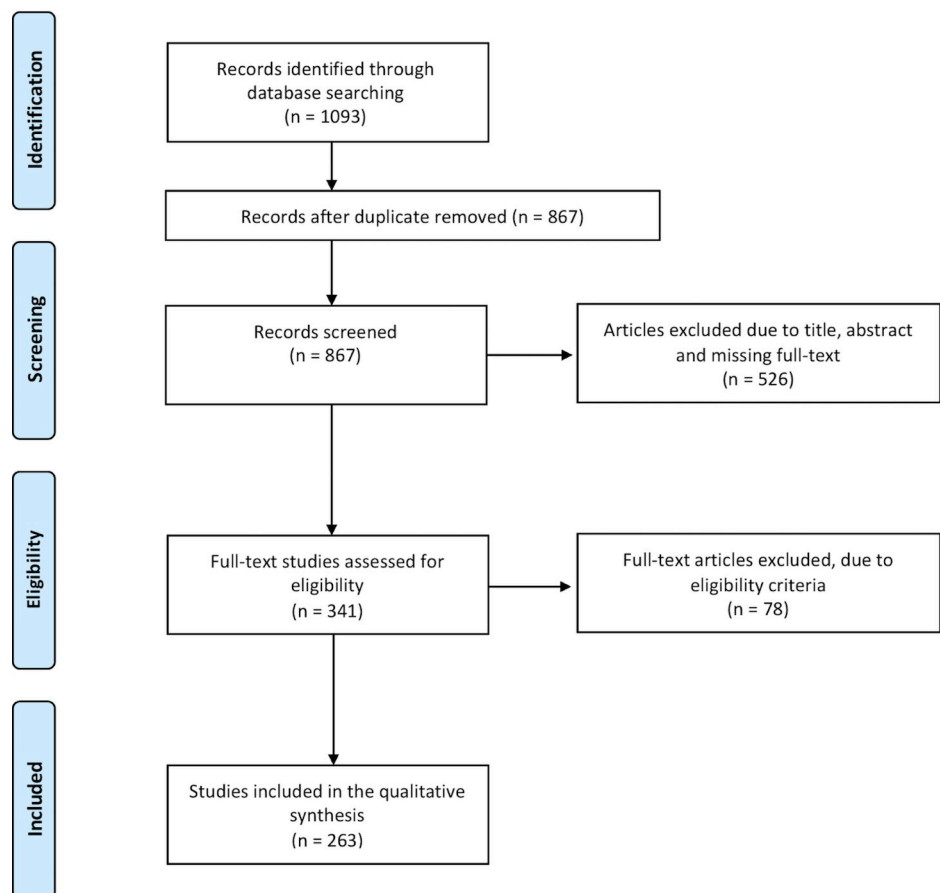 Identification
Records identified through
database searching
(n = 1093)
Records after duplicate removed (n = 867)
Screening
Records screened
(n = 867)
Articles excluded due to title, abstract
and missing full-text
(n = 526)
Eligibility
Full-text studies assessed for
eligibility
(n = 341)
Full-text articles excluded, due to
eligibility criteria
(n = 78)
Included
Studies included in the qualitative
synthesis
(n = 263)